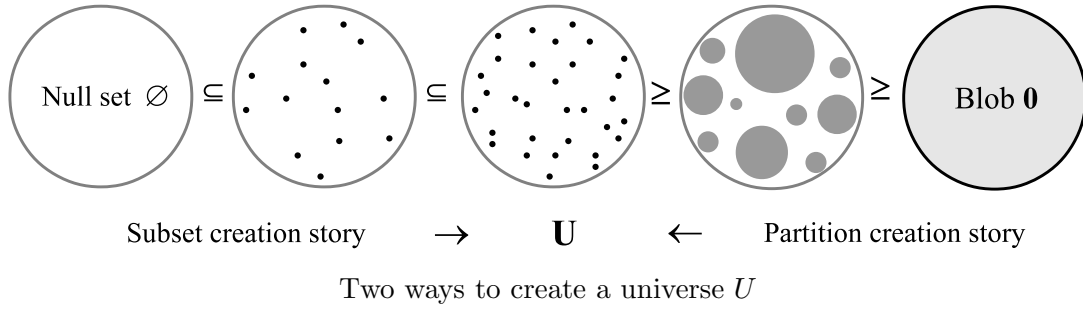 Null set ∅ ⊆ ⊆ ≥ ≥ Blob 0
Subset creation story → U ← Partition creation story
Two ways to create a universe U